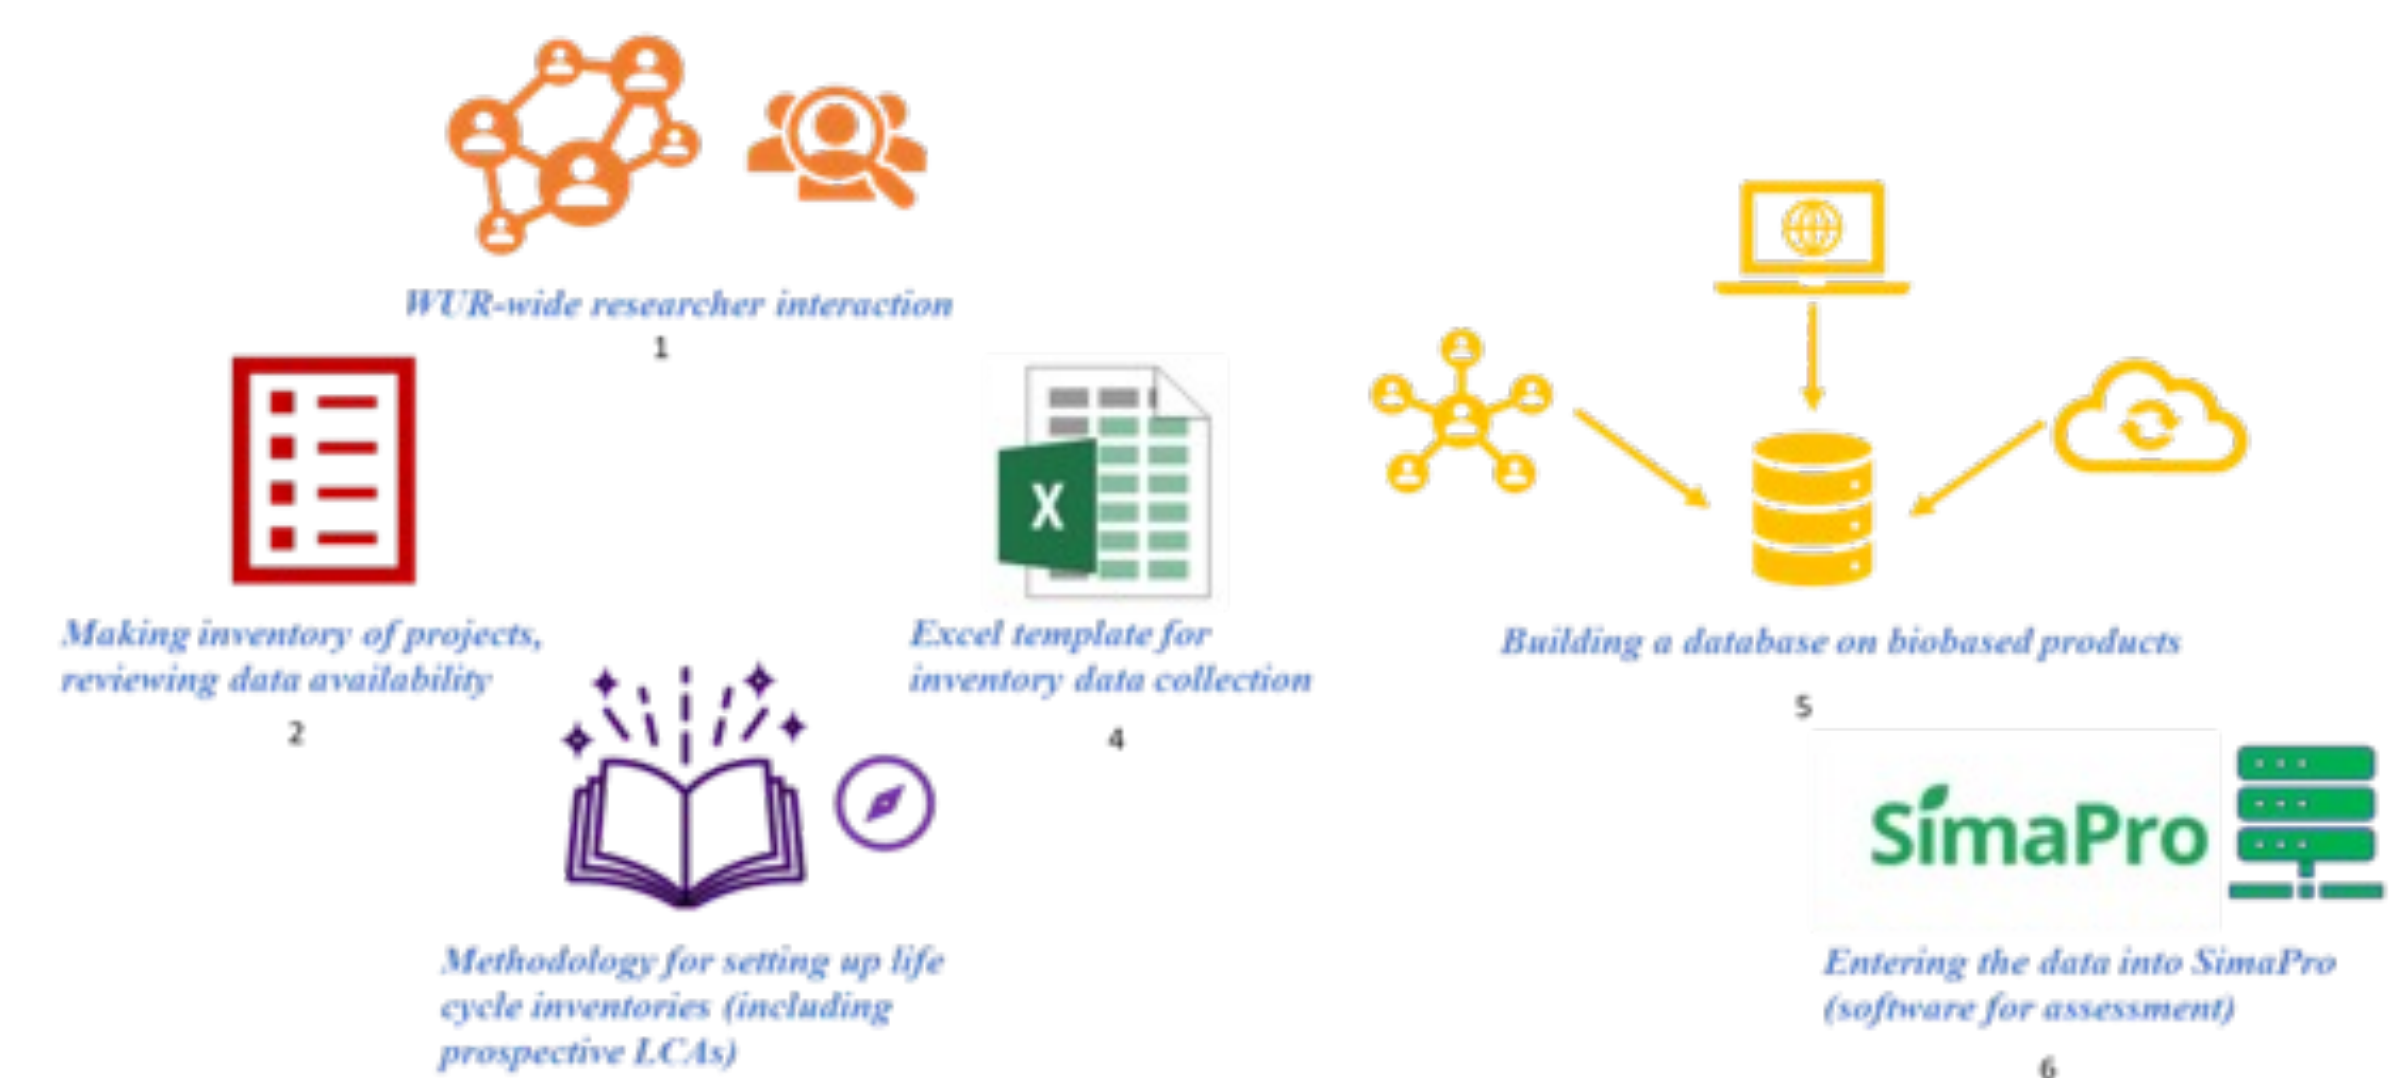 WUR-wide researcher interaction
1
Making inventory of projects,
reviewing data availability
2
Methodology for setting up life
cycle inventories (including
prospective LCAs)
X
Excel template for
inventory data collection
4
Building a database on biobased products
5
SimaPro
Entering the data into SimaPro
(software for assessment)
6